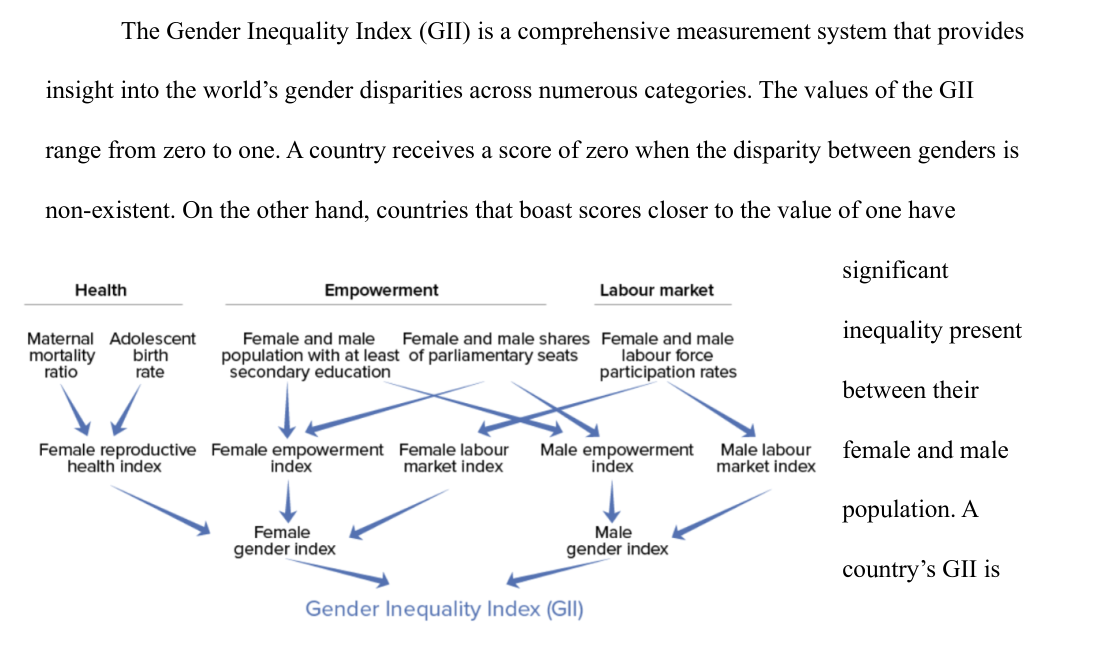 The Gender Inequality Index (GII) is a comprehensive measurement system that provides
insight into the world’s gender disparities across numerous categories. The values of the GII
range from zero to one. A country receives a score of zero when the disparity between genders is
non-existent. On the other hand, countries that boast scores closer to the value of one have
significant
inequality present
between their
female and male
population. A
country’s GII is
Health
Empowerment
Labour market
Maternal
mortality
ratio
Adolescent
birth
rate
Female and male
population with at least
secondary education
Female and male shares
of parliamentary seats
Female and male
labour force
participation rates
Female reproductive
health index
Female empowerment
index
Female labour
market index
Male empowerment
index
Male labour
market index
Female
gender index
Male
gender index
Gender Inequality Index (GII)